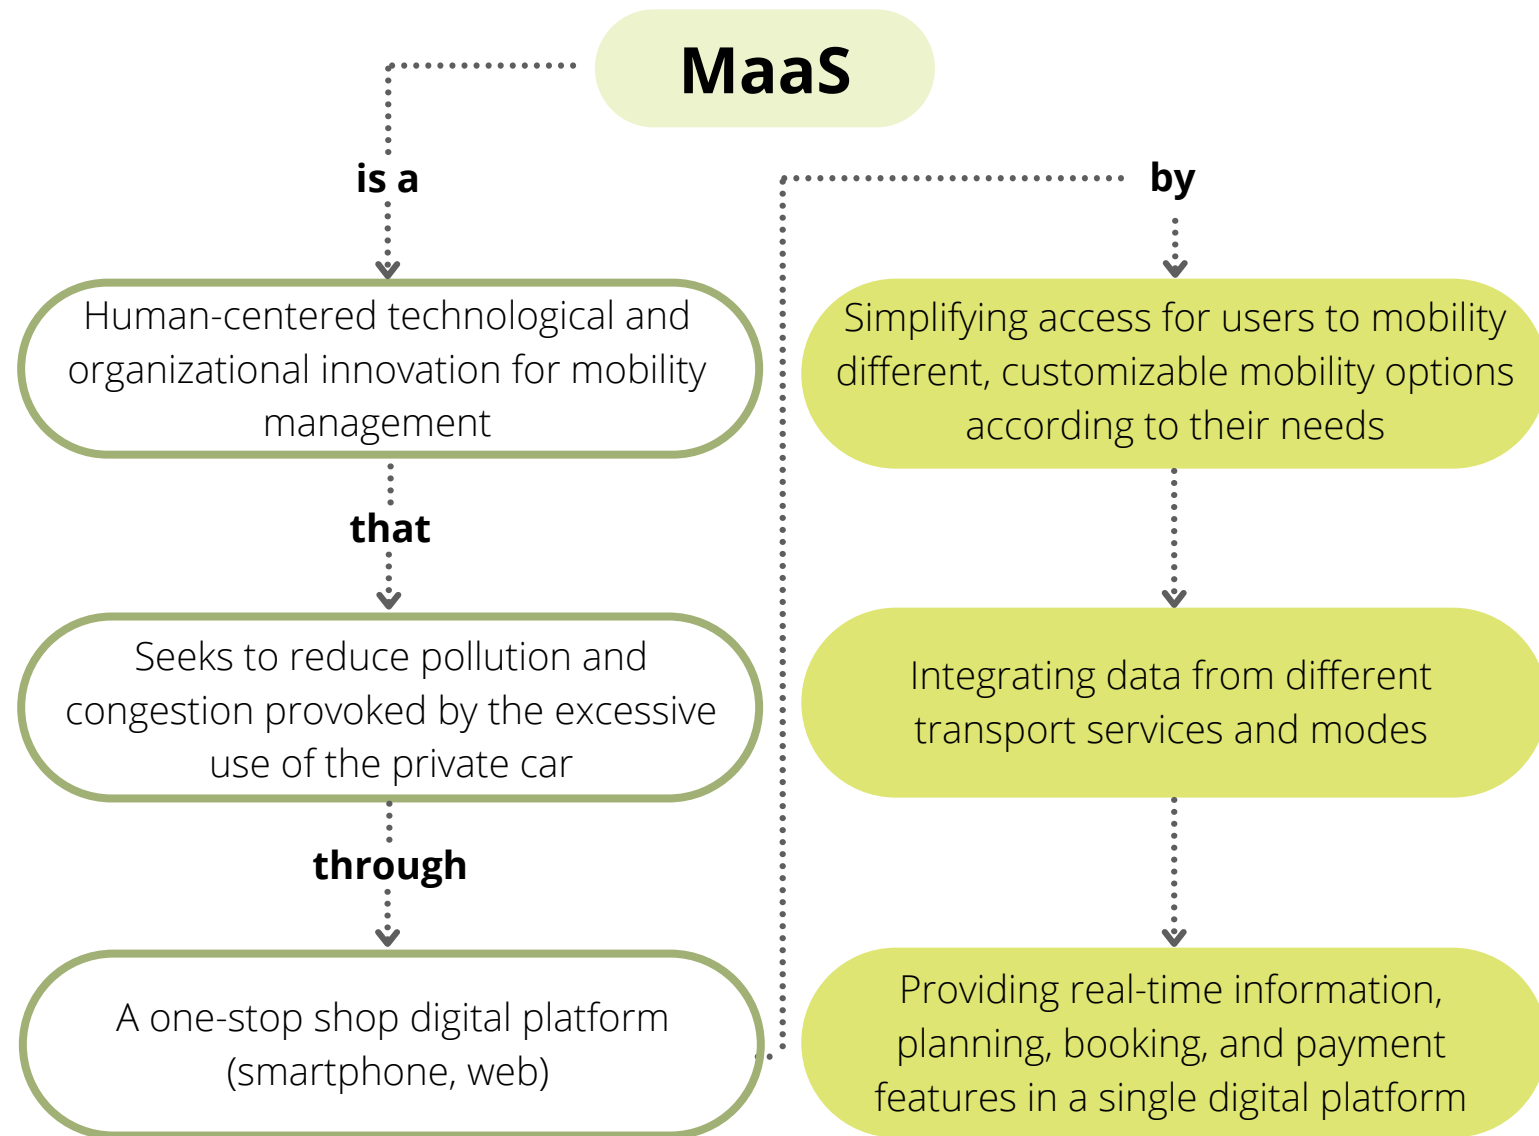 MaaS
is a
Human-centered technological and
organizational innovation for mobility
management
that
Seeks to reduce pollution and
congestion provoked by the excessive
use of the private car
through
A one-stop shop digital platform
(smartphone, web)
by
Simplifying access for users to mobility
different, customizable mobility options
according to their needs
Integrating data from different
transport services and modes
Providing real-time information,
planning, booking, and payment
features in a single digital platform